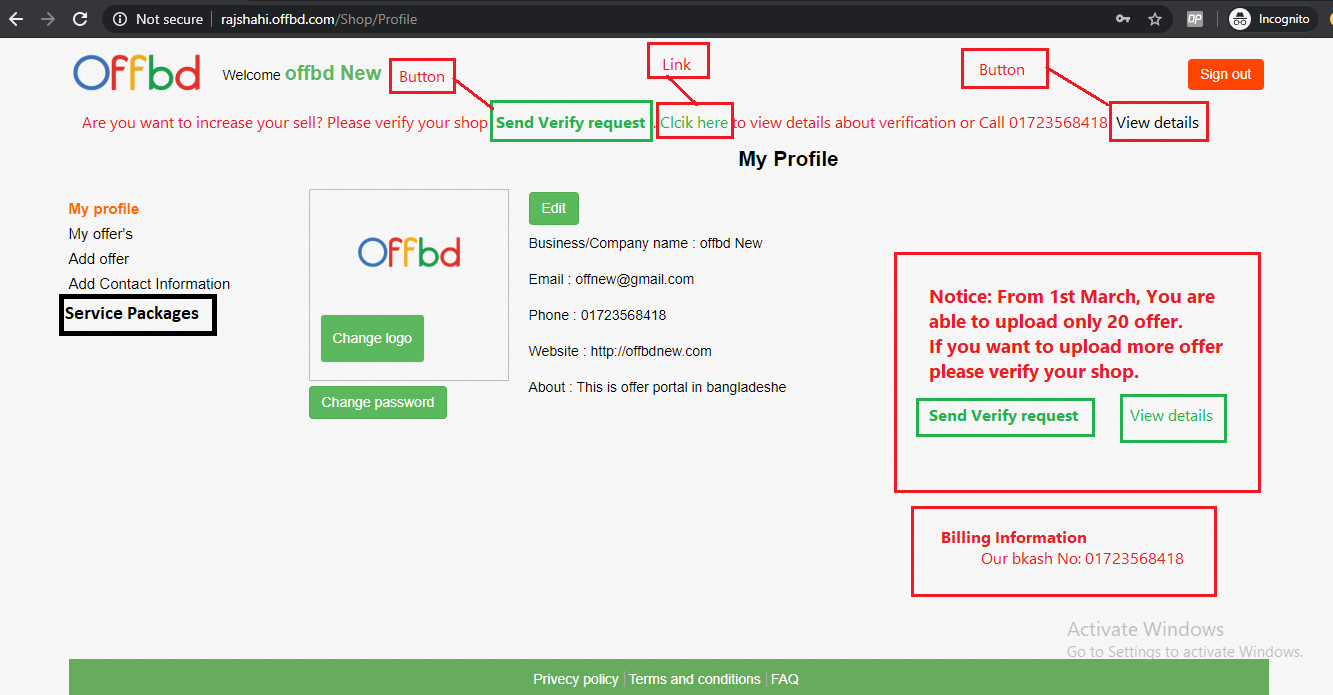 Not secure | rajshahi.offbd.com/Shop/Profile
Incognito
Offbd Welcome offbd New Button Link Button Sign out
Are you want to increase your sell? Please verify your shop Send Verify request . Clcik here to view details about verification or Call 01723568418 View details
My Profile
My profile
My offer's
Add offer
Add Contact Information
Service Packages
Offbd
Change logo
Change password
Edit
Business/Company name : offbd New
Email : offnew@gmail.com
Phone : 01723568418
Website : http://offbdnew.com
About : This is offer portal in bangladeshe
Notice: From 1st March, You are
able to upload only 20 offer.
If you want to upload more offer
please verify your shop.
Send Verify request View details
Billing Information
Our bkash No: 01723568418
Activate Windows
Go to Settings to activate Windows.
Privecy policy | Terms and conditions | FAQ